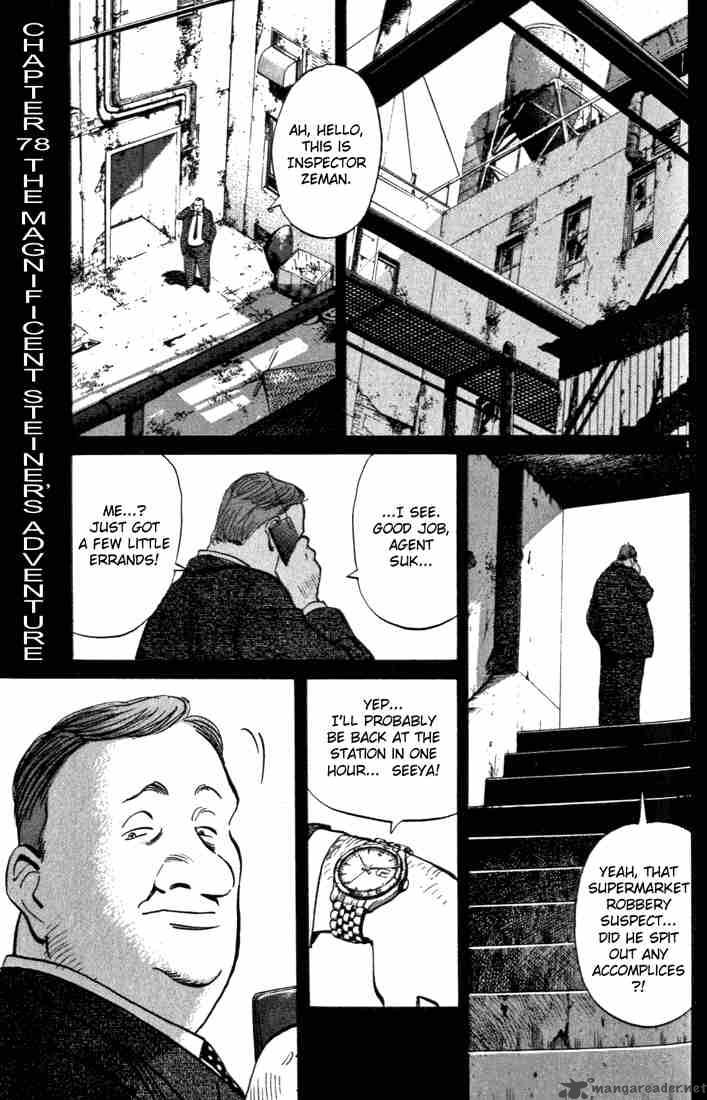 CHAPTER 78 THE MAGNIFICENT STEINER'S ADVENTURE
AH, HELLO,
THIS IS
INSPECTOR
ZEMAN.
YEAH, THAT
SUPERMARKET
ROBBERY
SUSPECT...
DID HE SPIT
OUT ANY
ACCOMPLICES
?!
...I SEE.
GOOD JOB,
AGENT
SUK...
ME...?
JUST GOT
A FEW LITTLE
ERRANDS!
YEP...
I'LL PROBABLY
BE BACK AT THE
STATION IN ONE
HOUR... SEEYA!
mangareader.net